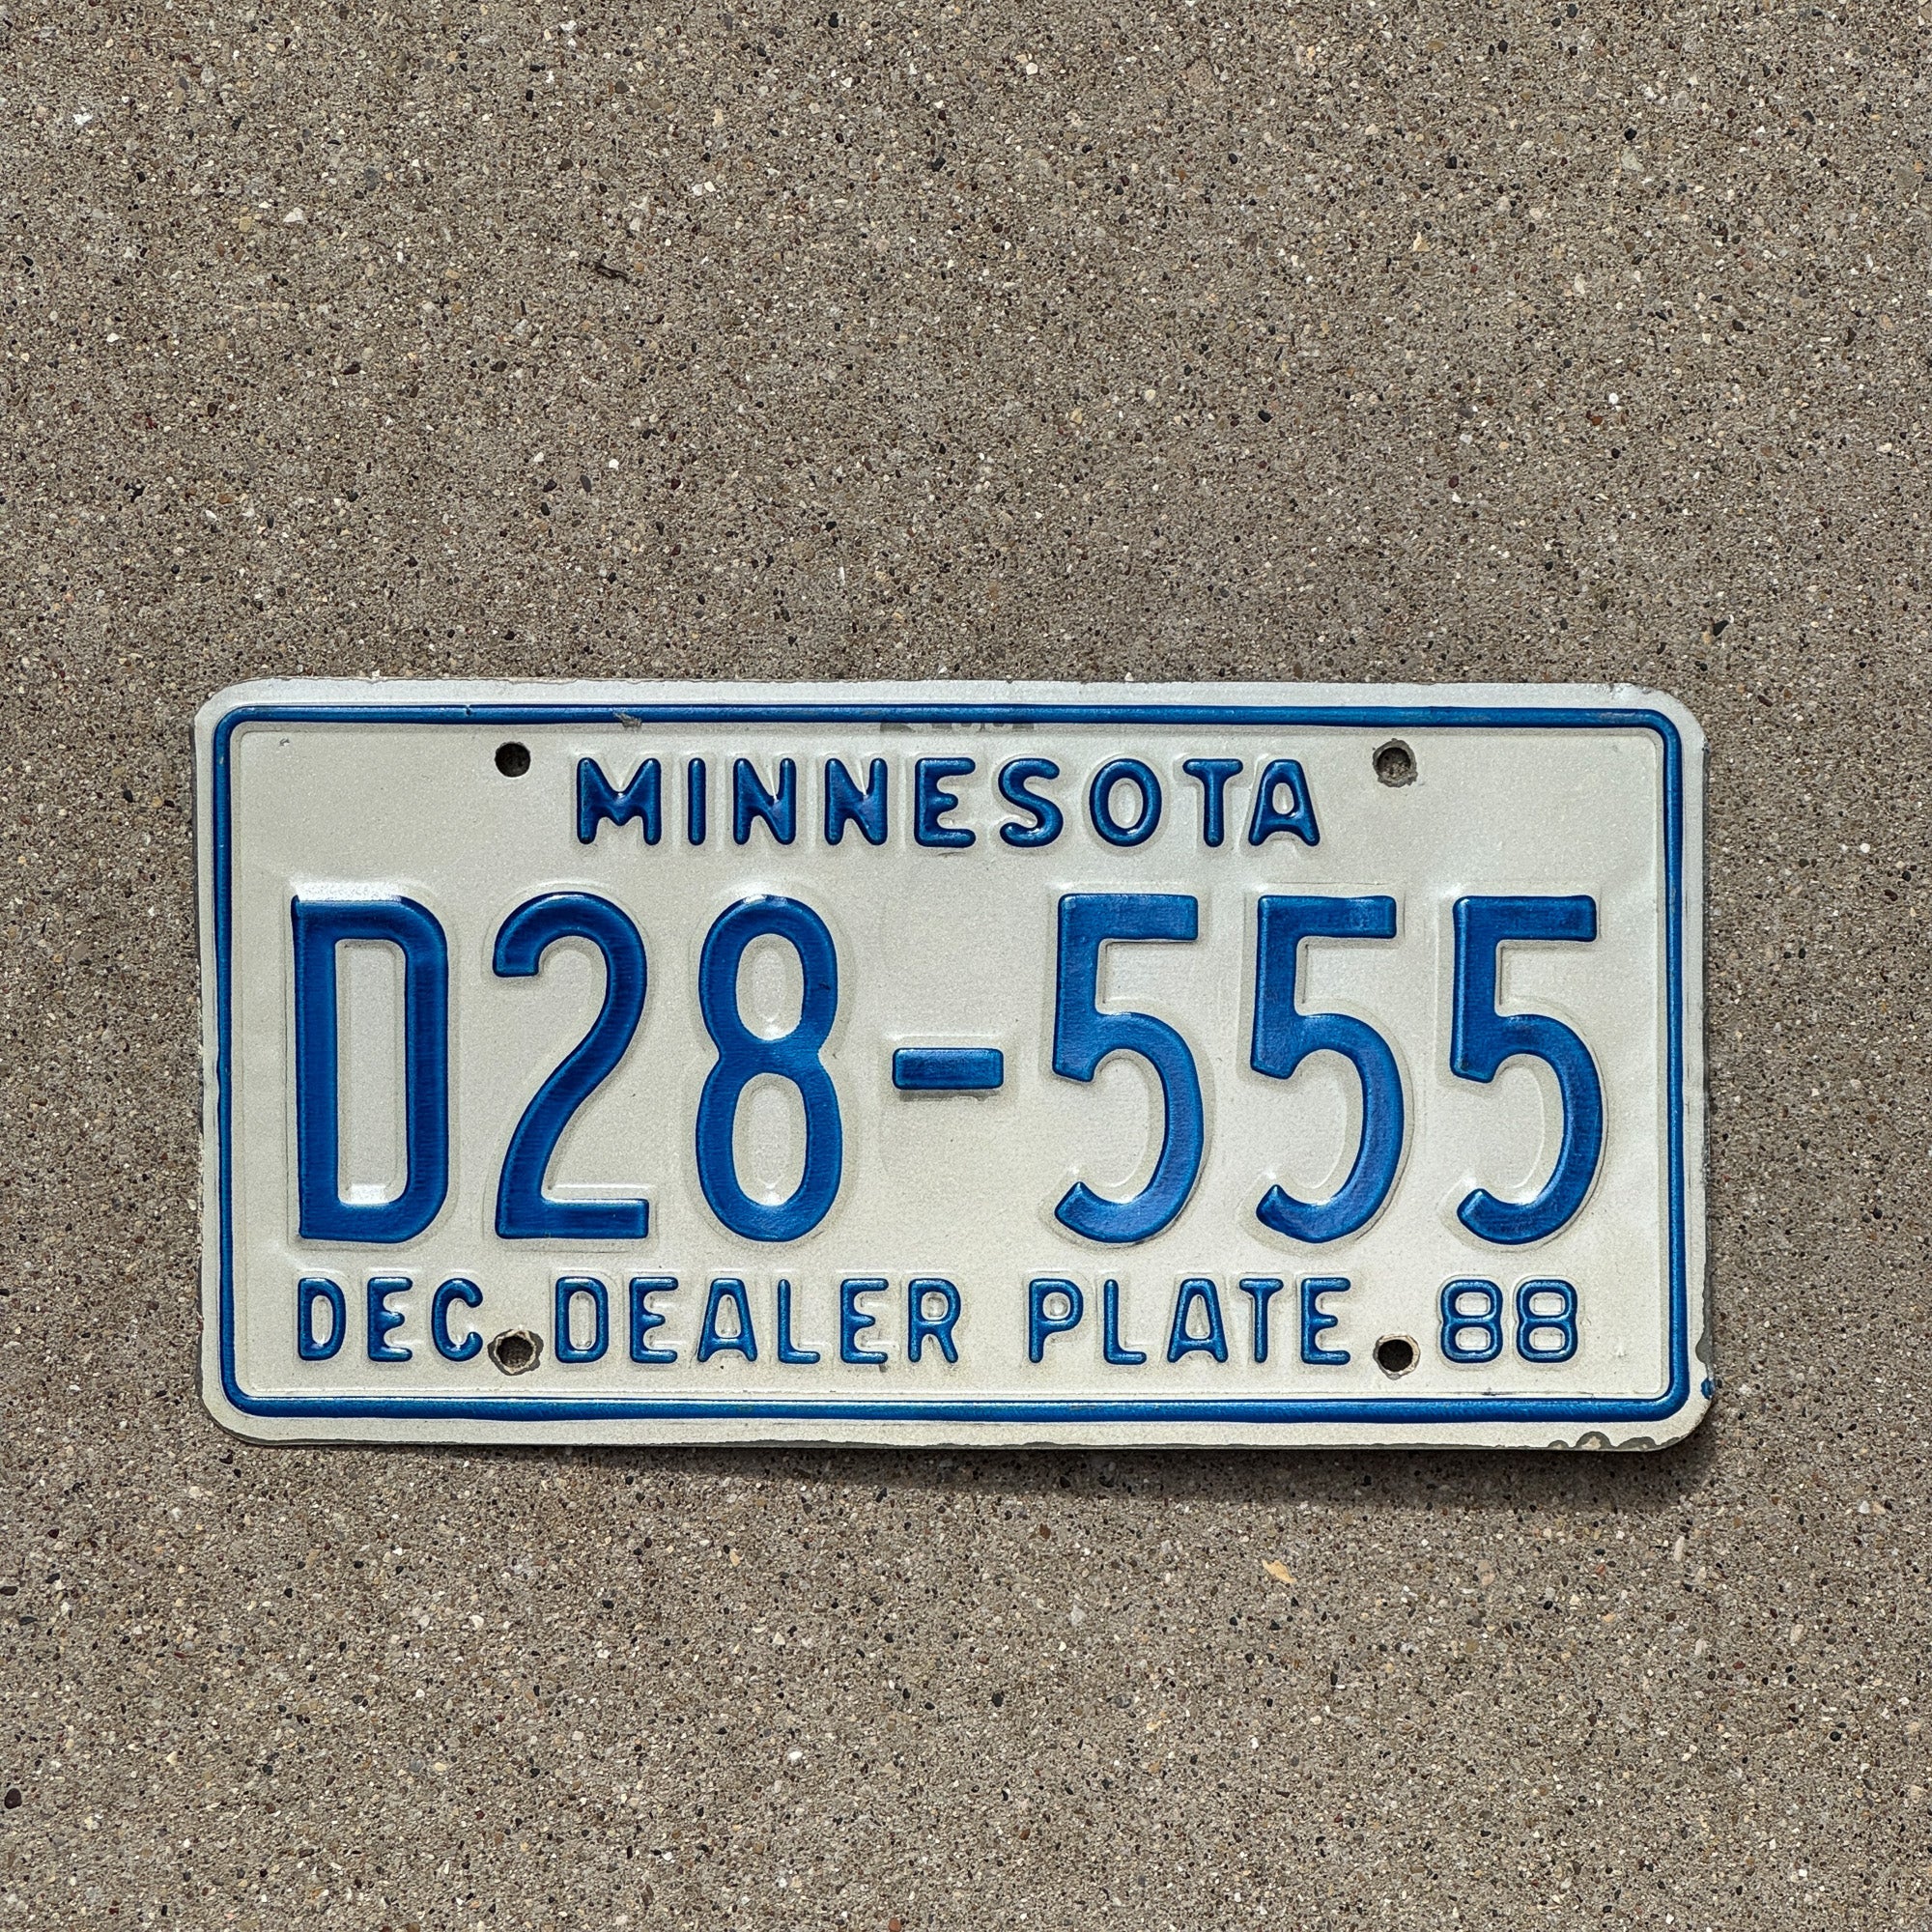 MINNESOTA
D28-555
DEC DEALER PLATE 88